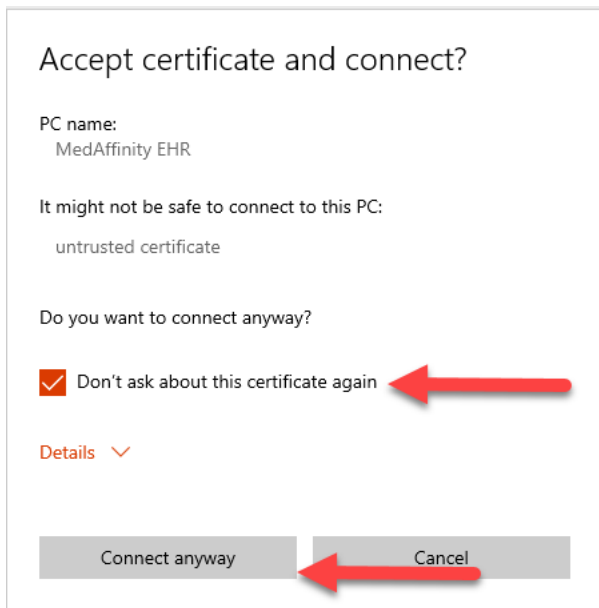 Accept certificate and connect?
PC name:
MedAffinity EHR
It might not be safe to connect to this PC:
untrusted certificate
Do you want to connect anyway?
Don't ask about this certificate again
Details
Connect anyway
Cancel